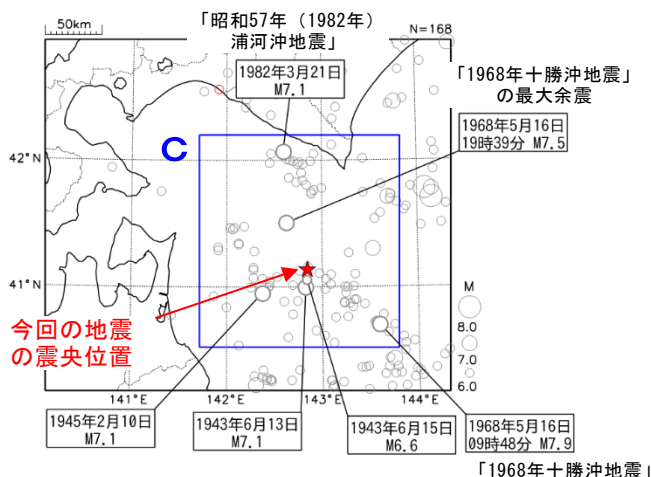 50km
「昭和57年（1982年）
浦河沖地震」
N=168
1982年3月21日
M7.1
「1968年十勝沖地震」
の最大余震
1968年5月16日
19時39分 M7.5
C
42°N
41°N
今回の地震
の震央位置
M
8.0
7.0
6.0
141°E
142°E
143°E
144°E
1945年2月10日
M7.1
1943年6月13日
M7.1
1943年6月15日
M6.6
1968年5月16日
09時48分 M7.9
「1968年十勝沖地震」